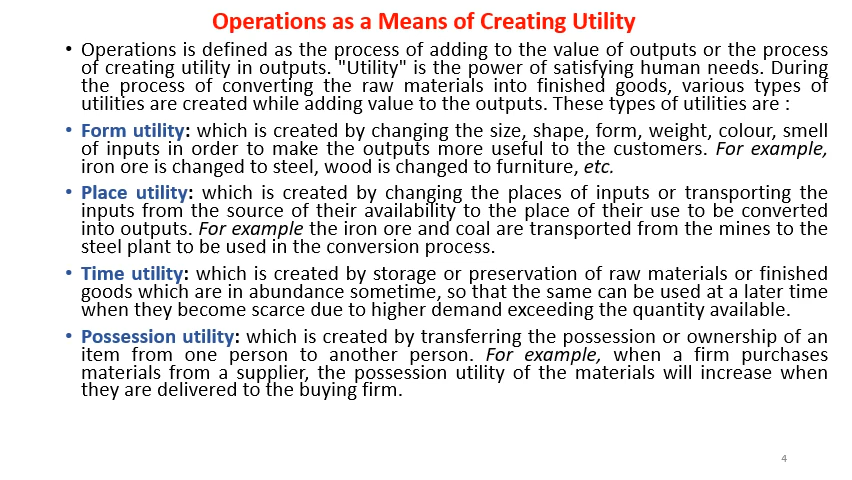 Operations as a Means of Creating Utility
• Operations is defined as the process of adding to the value of outputs or the process
of creating utility in outputs. "Utility" is the power of satisfying human needs. During
the process of converting the raw materials into finished goods, various types of
utilities are created while adding value to the outputs. These types of utilities are :
• Form utility: which is created by changing the size, shape, form, weight, colour, smell
of inputs in order to make the outputs more useful to the customers. For example,
iron ore is changed to steel, wood is changed to furniture, etc.
• Place utility: which is created by changing the places of inputs or transporting the
inputs from the source of their availability to the place of their use to be converted
into outputs. For example the iron ore and coal are transported from the mines to the
steel plant to be used in the conversion process.
• Time utility: which is created by storage or preservation of raw materials or finished
goods which are in abundance sometime, so that the same can be used at a later time
when they become scarce due to higher demand exceeding the quantity available.
• Possession utility: which is created by transferring the possession or ownership of an
item from one person to another person. For example, when a firm purchases
materials from a supplier, the possession utility of the materials will increase when
they are delivered to the buying firm.
4